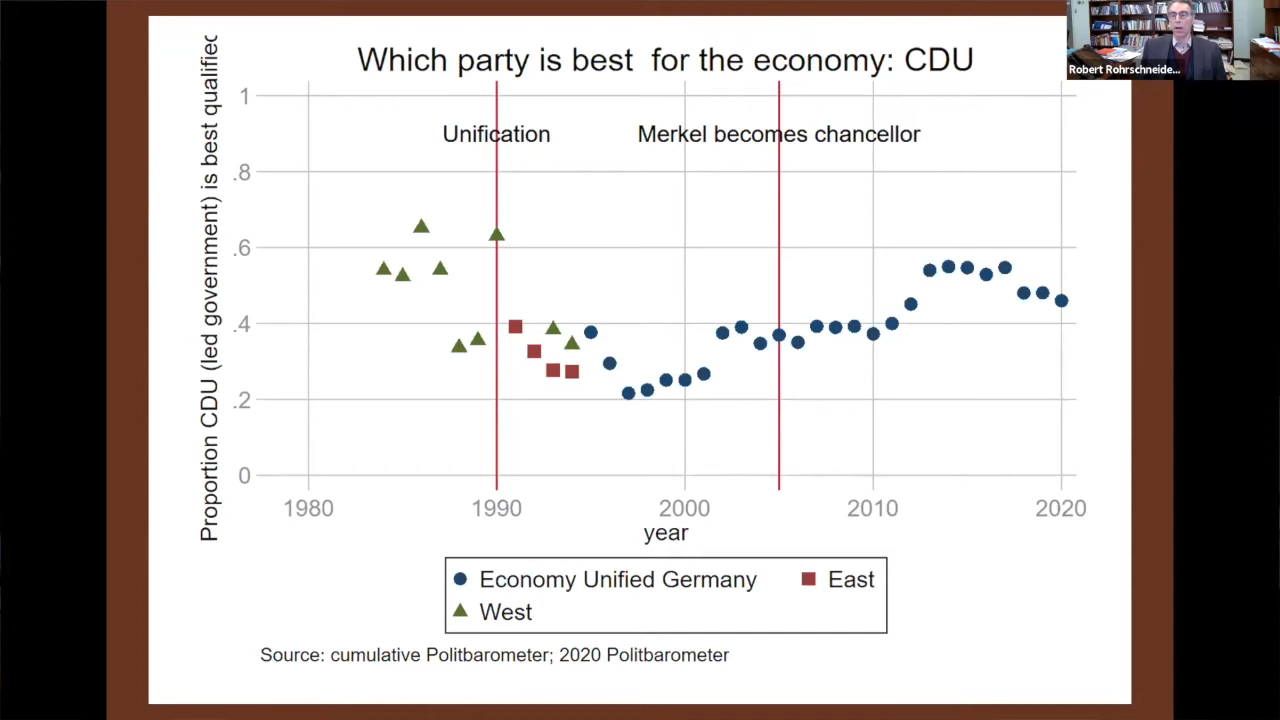 Which party is best for the economy: CDU
Robert Rohrschneide...
Proportion CDU (led government) is best qualified
1
.8
.6
.4
.2
0
Unification
Merkel becomes chancellor
1980
1990
2000
2010
2020
year
Economy Unified Germany
East
West
Source: cumulative Politbarometer; 2020 Politbarometer